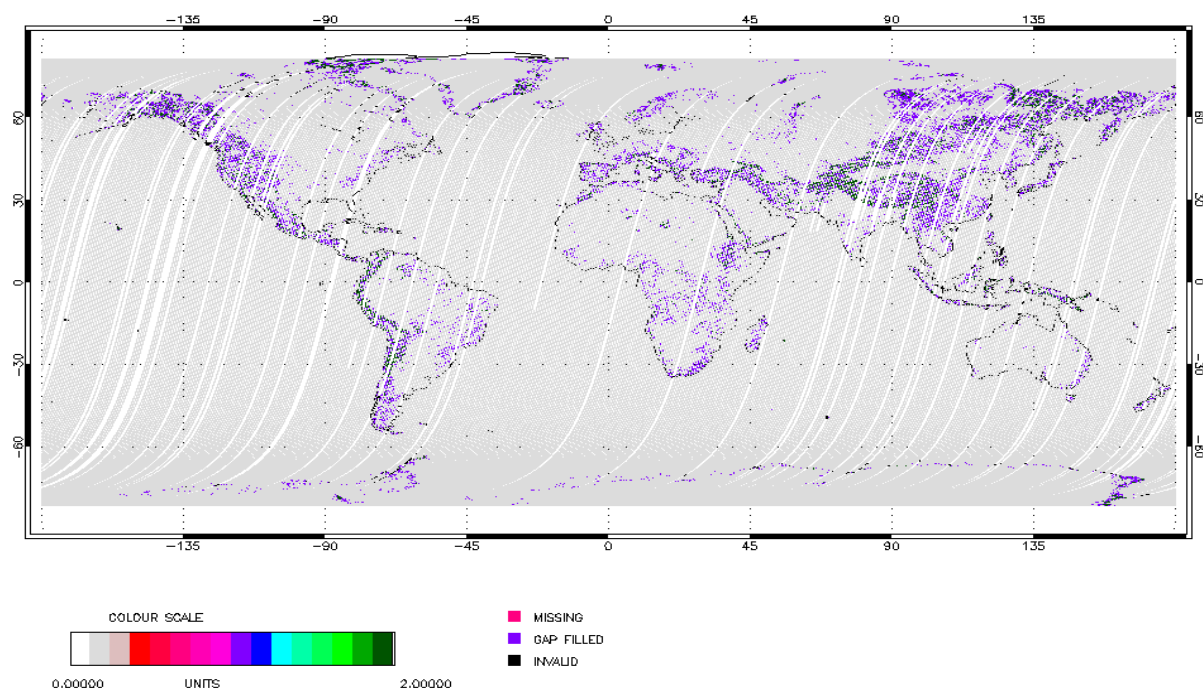 −135 −90 −45 0 45 90 135
60 60
30 30
0 0
−30 −30
−60 −60
−135 −90 −45 0 45 90 135
COLOUR SCALE
MISSING
GAP FILLED
INVALID
0.00000 UNITS 2.00000